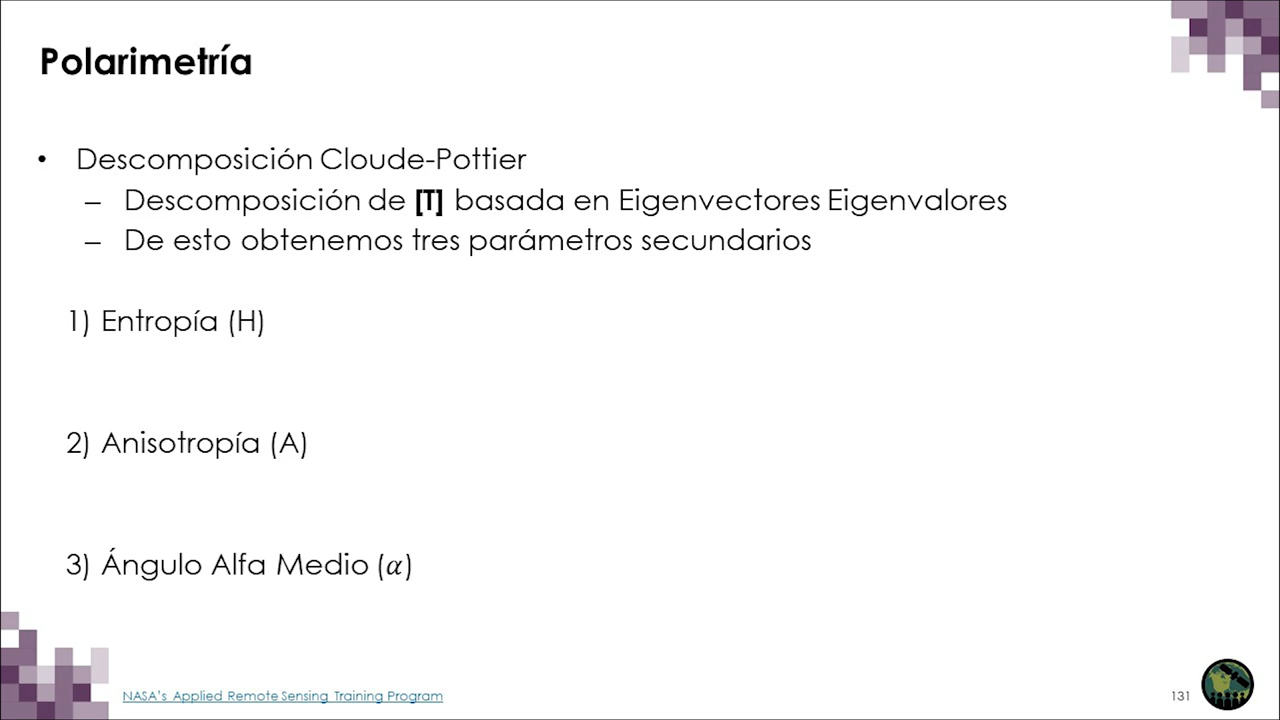 Polarimetría
• Descomposición Cloude-Pottier
– Descomposición de [T] basada en Eigenvectores Eigenvalores
– De esto obtenemos tres parámetros secundarios
1) Entropía (H)
2) Anisotropía (A)
3) Ángulo Alfa Medio (𝛼)
NASA's Applied Remote Sensing Training Program
131